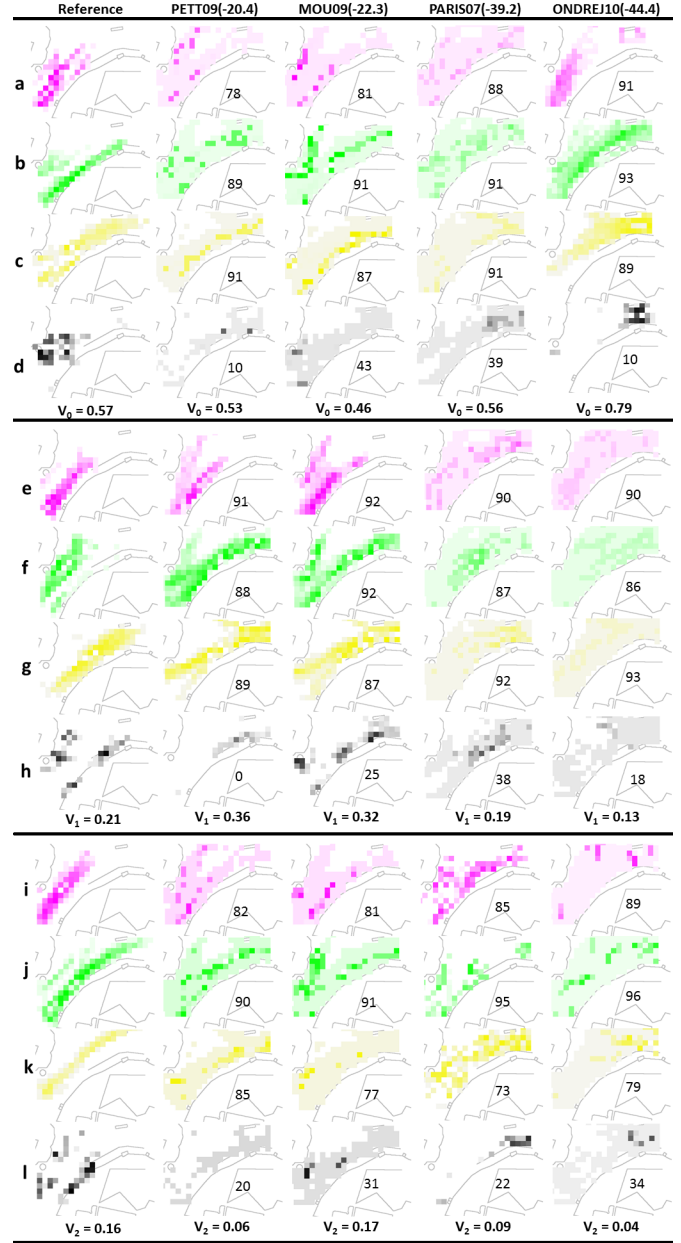 Reference PETT09(-20.4) MOU09(-22.3) PARIS07(-39.2) ONDREJ10(-44.4)
a 78 81 88 91
b 89 91 91 93
c 91 87 91 89
d 10 43 39 10
V0 = 0.57 V0 = 0.53 V0 = 0.46 V0 = 0.56 V0 = 0.79
e 91 92 90 90
f 88 92 87 86
g 89 87 92 93
h 0 25 38 18
V1 = 0.21 V1 = 0.36 V1 = 0.32 V1 = 0.19 V1 = 0.13
i 82 81 85 89
j 90 91 95 96
k 85 77 73 79
l 20 31 22 34
V2 = 0.16 V2 = 0.06 V2 = 0.17 V2 = 0.09 V2 = 0.04